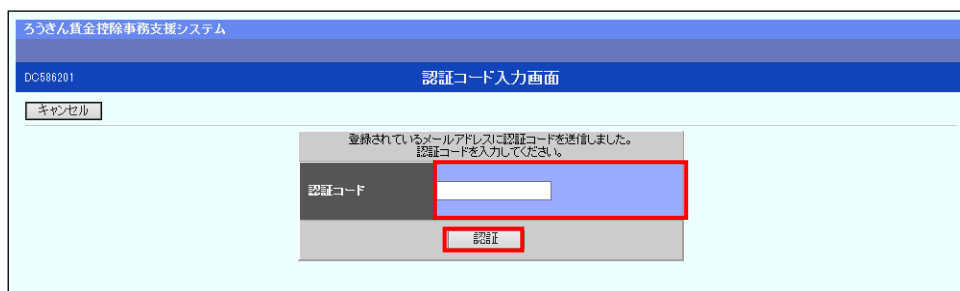 ろうきん賃金控除事務支援システム
DC586201
認証コード入力画面
キャンセル
登録されているメールアドレスに認証コードを送信しました。
認証コードを入力してください。
認証コード
認証